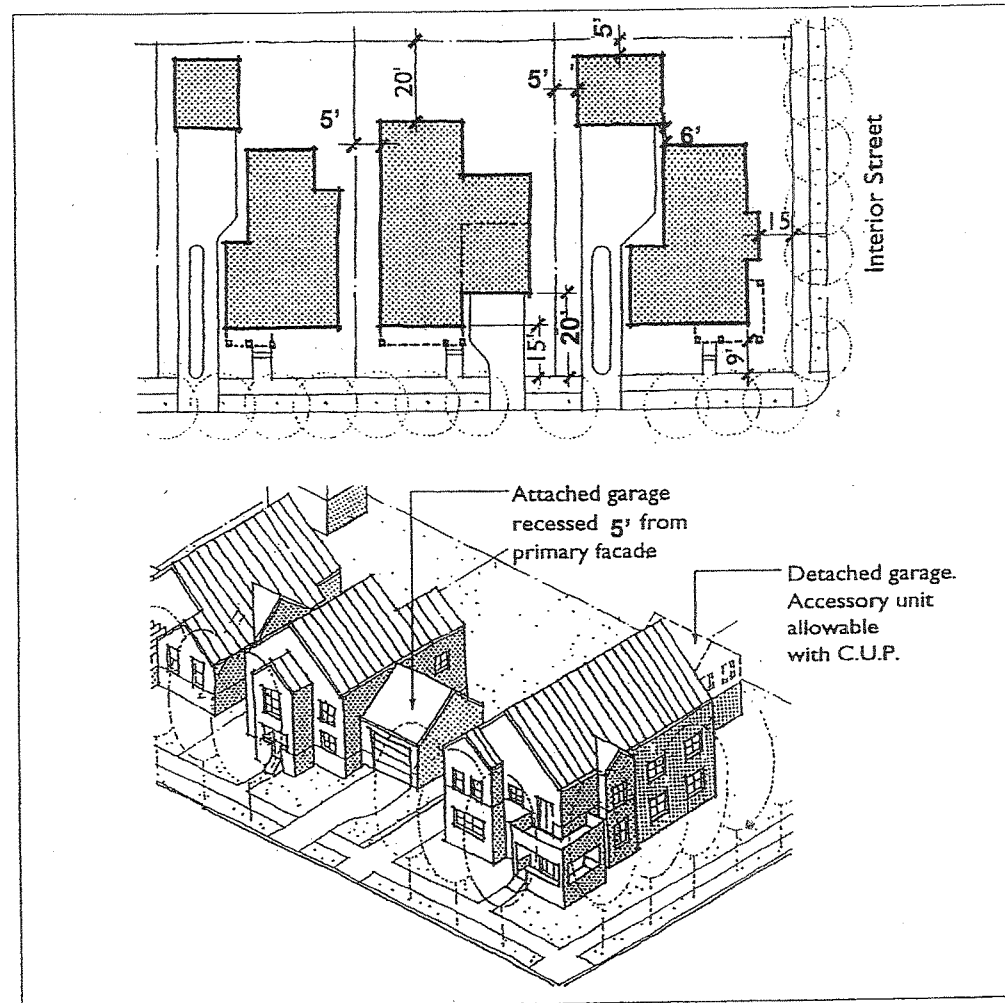 5'
20'
5'
5'
6'
15'
Interior Street
15'
20'
9'
Attached garage
recessed 5' from
primary facade
Detached garage.
Accessory unit
allowable
with C.U.P.